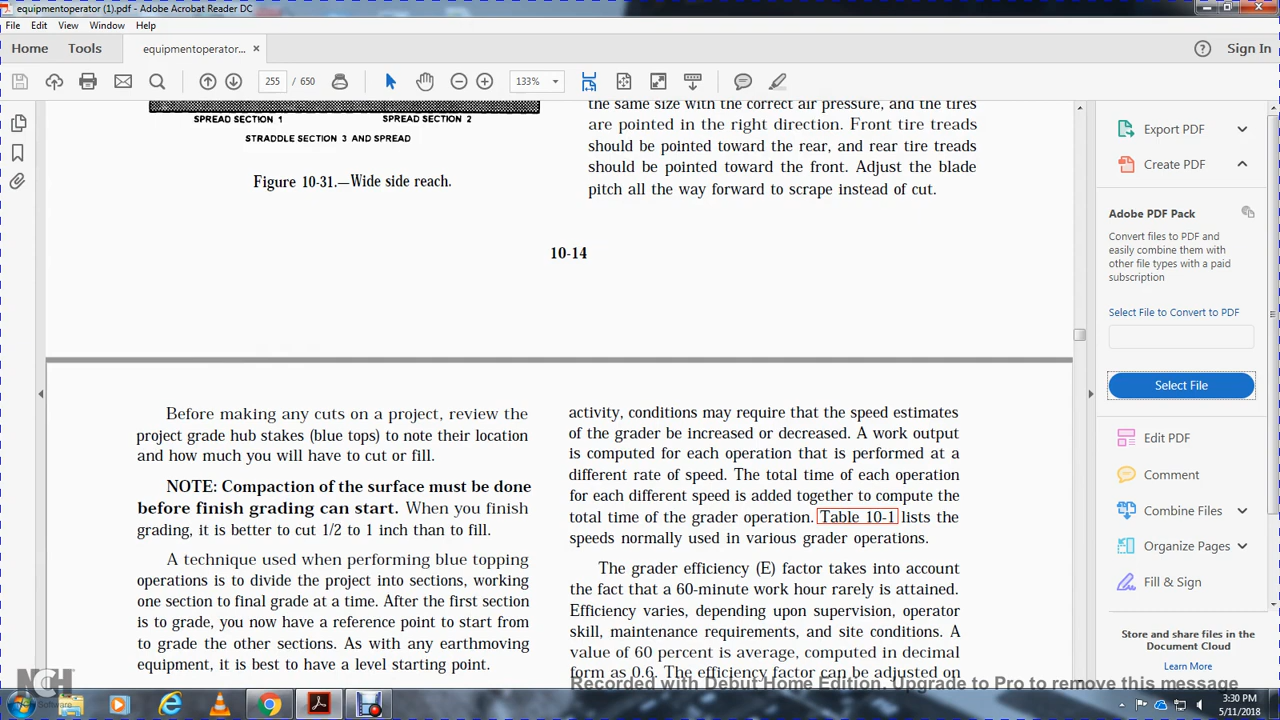 equipmentoperator (1).pdf - Adobe Acrobat Reader DC
File Edit View Window Help
Home Tools equipmentoperator... × Sign In
255 / 650 133%
SPREAD SECTION 1 SPREAD SECTION 2
STRADDLE SECTION 3 AND SPREAD
Figure 10-31.—Wide side reach.
the same size with the correct air pressure, and the tires
are pointed in the right direction. Front tire treads
should be pointed toward the rear, and rear tire treads
should be pointed toward the front. Adjust the blade
pitch all the way forward to scrape instead of cut.
10-14
Before making any cuts on a project, review the
project grade hub stakes (blue tops) to note their location
and how much you will have to cut or fill.
NOTE: Compaction of the surface must be done
before finish grading can start. When you finish
grading, it is better to cut 1/2 to 1 inch than to fill.
A technique used when performing blue topping
operations is to divide the project into sections, working
one section to final grade at a time. After the first section
is to grade, you now have a reference point to start from
to grade the other sections. As with any earthmoving
equipment, it is best to have a level starting point.
activity, conditions may require that the speed estimates
of the grader be increased or decreased. A work output
is computed for each operation that is performed at a
different rate of speed. The total time of each operation
for each different speed is added together to compute the
total time of the grader operation. Table 10-1 lists the
speeds normally used in various grader operations.
The grader efficiency (E) factor takes into account
the fact that a 60-minute work hour rarely is attained.
Efficiency varies, depending upon supervision, operator
skill, maintenance requirements, and site conditions. A
value of 60 percent is average, computed in decimal
form as 0.6. The efficiency factor can be adjusted on
Export PDF
Create PDF
Adobe PDF Pack
Convert files to PDF and
easily combine them with
other file types with a paid
subscription
Select File to Convert to PDF
Select File
Edit PDF
Comment
Combine Files
Organize Pages
Fill & Sign
Store and share files in the
Document Cloud
Learn More
NCH
Software
Recorded with Debut Home Edition. Upgrade to Pro to remove this message
3:30 PM
5/11/2018